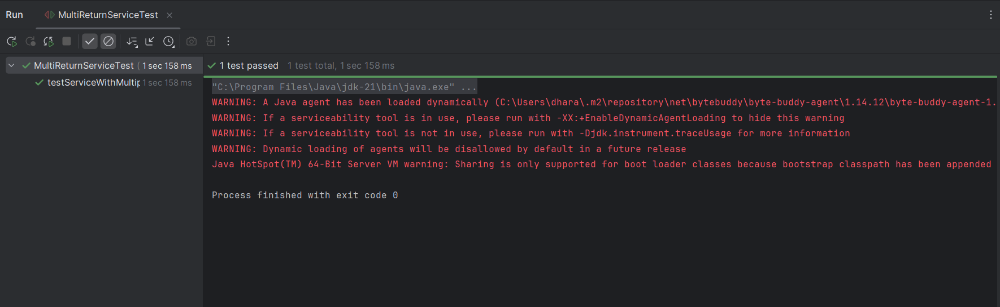 Run MultiReturnServiceTest
MultiReturnServiceTest ( 1 sec 158 ms
testServiceWithMultip 1 sec 158 ms
1 test passed 1 test total, 1 sec 158 ms
"C:\Program Files\Java\jdk-21\bin\java.exe" ...
WARNING: A Java agent has been loaded dynamically (C:\Users\dhara\.m2\repository\net\bytebuddy\byte-buddy-agent\1.14.12\byte-buddy-agent-1.
WARNING: If a serviceability tool is in use, please run with -XX:+EnableDynamicAgentLoading to hide this warning
WARNING: If a serviceability tool is not in use, please run with -Djdk.instrument.traceUsage for more information
WARNING: Dynamic loading of agents will be disallowed by default in a future release
Java HotSpot(TM) 64-Bit Server VM warning: Sharing is only supported for boot loader classes because bootstrap classpath has been appended
Process finished with exit code 0